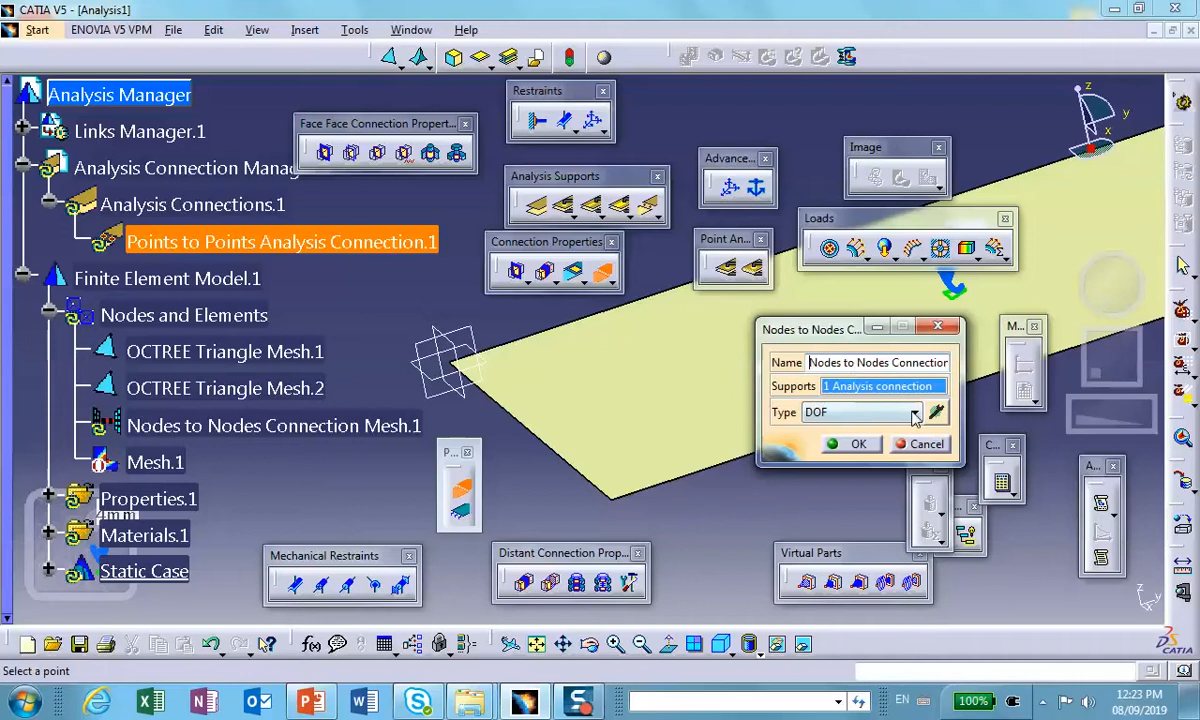 CATIA V5 - [Analysis1]
Start ENOVIA V5 VPM File Edit View Insert Tools Window Help
Analysis Manager
Links Manager.1
Analysis Connection Manag
Analysis Connections.1
Points to Points Analysis Connection.1
Finite Element Model.1
Nodes and Elements
OCTREE Triangle Mesh.1
OCTREE Triangle Mesh.2
Nodes to Nodes Connection Mesh.1
Mesh.1
Properties.1
4mm
Materials.1
Static Case
Face Face Connection Propert...
Restraints
Analysis Supports
Connection Properties
Advance...
Point An...
Image
Loads
z
y
x
Nodes to Nodes C...
Name Nodes to Nodes Connection
Supports 1 Analysis connection
Type DOF
OK Cancel
M...
P...
C...
A...
Mechanical Restraints
Distant Connection Prop...
Virtual Parts
z
y
x
f(x)
CATIA
Select a point
EN
100%
12:23 PM
08/09/2019